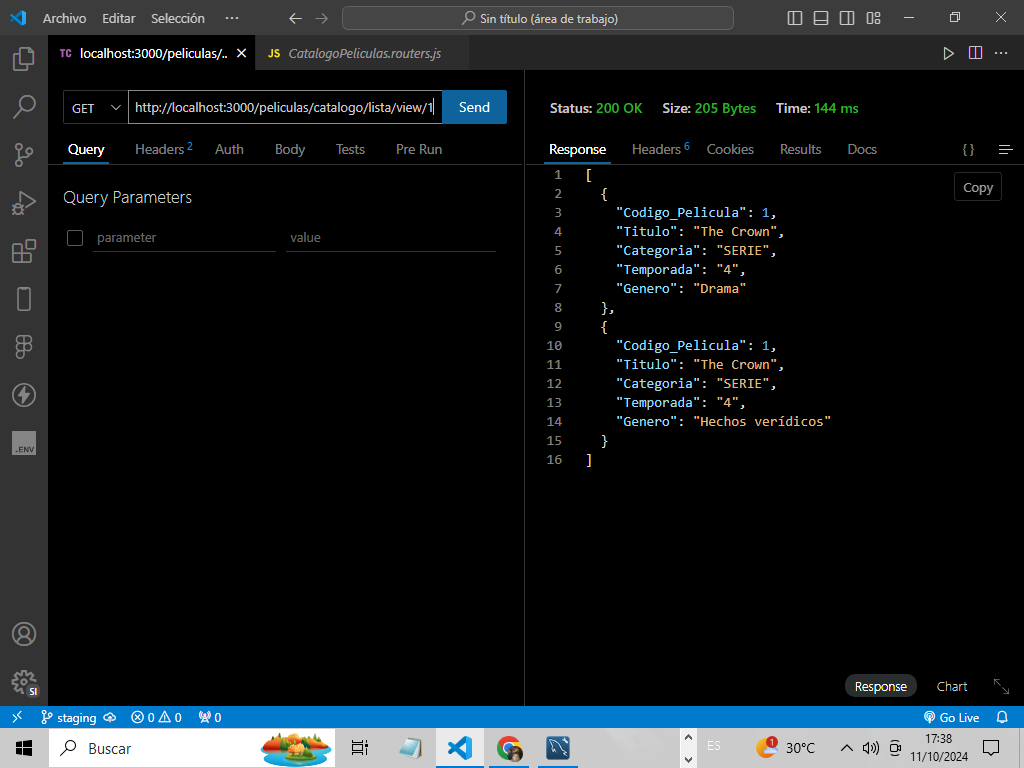 Archivo Editar Selección ··· Sin título (área de trabajo)
TC localhost:3000/peliculas/.. JS CatalogoPeliculas.routers.js
GET http://localhost:3000/peliculas/catalogo/lista/view/1 Send
Status: 200 OK Size: 205 Bytes Time: 144 ms
Query Headers 2 Auth Body Tests Pre Run
Response Headers 6 Cookies Results Docs { }
Query Parameters
parameter value
Copy
1 [
2 {
3 "Codigo_Pelicula": 1,
4 "Titulo": "The Crown",
5 "Categoria": "SERIE",
6 "Temporada": "4",
7 "Genero": "Drama"
8 },
9 {
10 "Codigo_Pelicula": 1,
11 "Titulo": "The Crown",
12 "Categoria": "SERIE",
13 "Temporada": "4",
14 "Genero": "Hechos verídicos"
15 }
16 ]
.ENV
SI
Response Chart
staging 0 0 0 Go Live
Buscar ES 1 30°C 17:38
11/10/2024